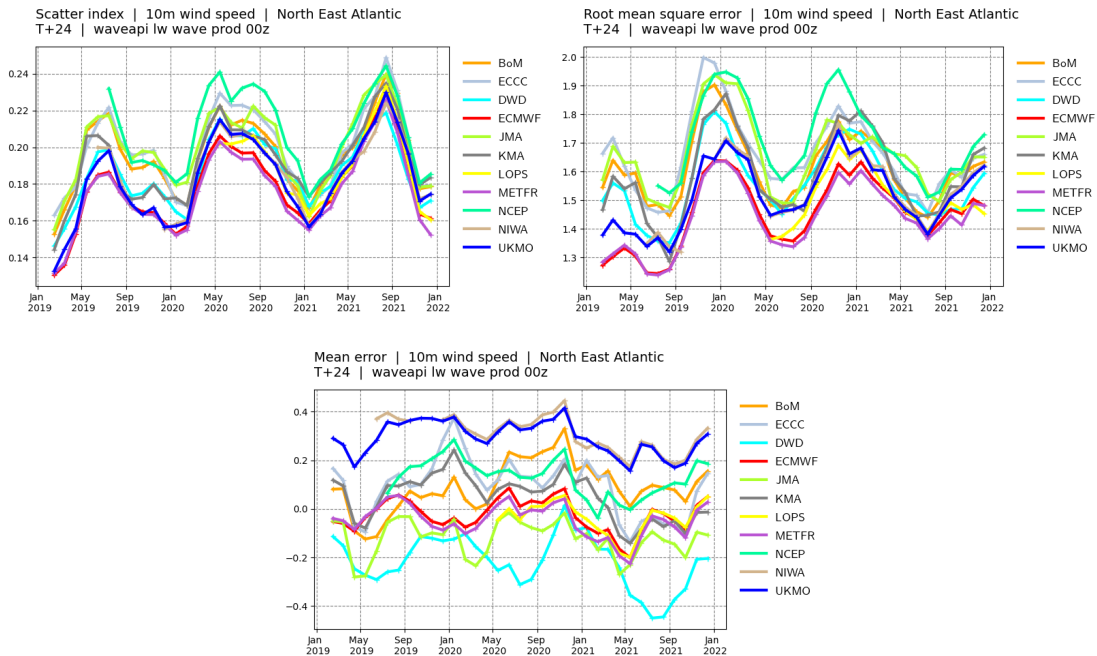 Scatter index | 10m wind speed | North East Atlantic
T+24 | waveapi lw wave prod 00z
0.24
0.22
0.20
0.18
0.16
0.14
Jan 2019
May 2019
Sep 2019
Jan 2020
May 2020
Sep 2020
Jan 2021
May 2021
Sep 2021
Jan 2022
BoM
ECCC
DWD
ECMWF
JMA
KMA
LOPS
METFR
NCEP
NIWA
UKMO
Root mean square error | 10m wind speed | North East Atlantic
T+24 | waveapi lw wave prod 00z
2.0
1.9
1.8
1.7
1.6
1.5
1.4
1.3
Jan 2019
May 2019
Sep 2019
Jan 2020
May 2020
Sep 2020
Jan 2021
May 2021
Sep 2021
Jan 2022
BoM
ECCC
DWD
ECMWF
JMA
KMA
LOPS
METFR
NCEP
NIWA
UKMO
Mean error | 10m wind speed | North East Atlantic
T+24 | waveapi lw wave prod 00z
0.4
0.2
0.0
−0.2
−0.4
Jan 2019
May 2019
Sep 2019
Jan 2020
May 2020
Sep 2020
Jan 2021
May 2021
Sep 2021
Jan 2022
BoM
ECCC
DWD
ECMWF
JMA
KMA
LOPS
METFR
NCEP
NIWA
UKMO